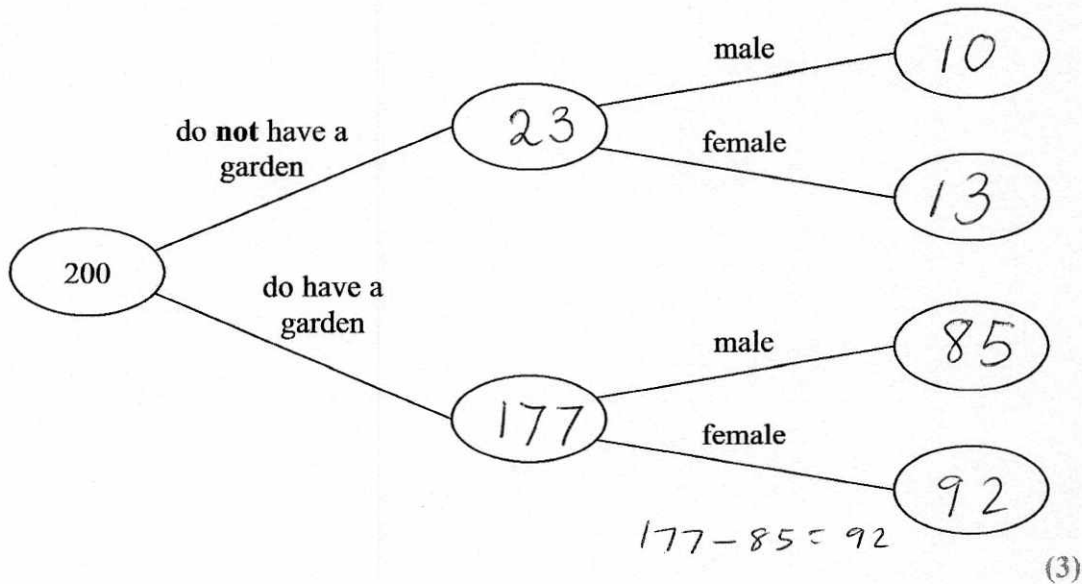 male
10
do not have a
garden
23
female
13
200
do have a
garden
male
85
177
female
92
177-85=92
(3)